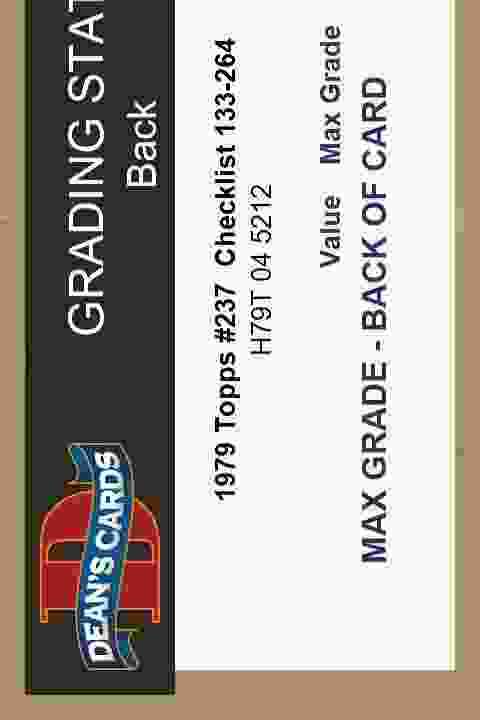 GRADING STAT
Back
DEAN'S CARDS
1979 Topps #237 Checklist 133-264
H79T 04 5212
Value Max Grade
MAX GRADE - BACK OF CARD